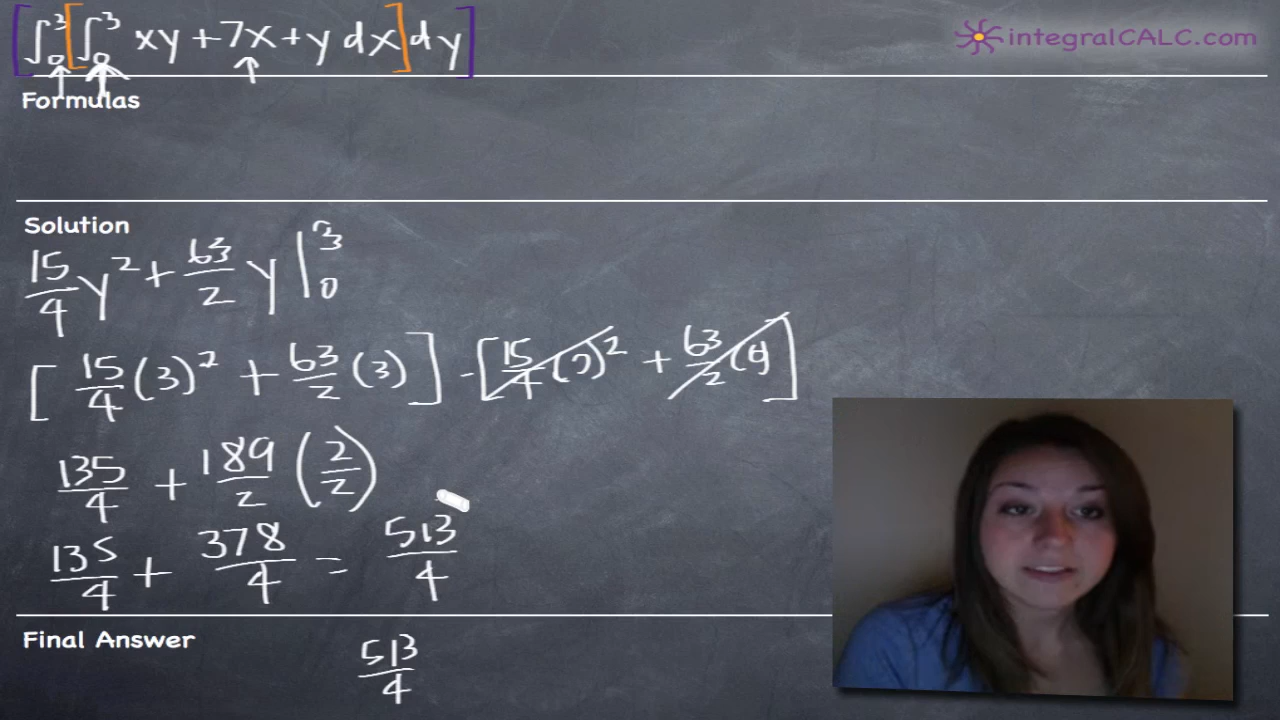 [∫₀³[∫₀³ xy + 7x + y dx] dy]
integralCALC.com
Formulas
Solution
15/4 y² + 63/2 y |₀³
[15/4 (3)² + 63/2 (3)] - [15/4 (0)² + 63/2 (0)]
135/4 + 189/2 (2/2)
135/4 + 378/4 = 513/4
Final Answer
513/4